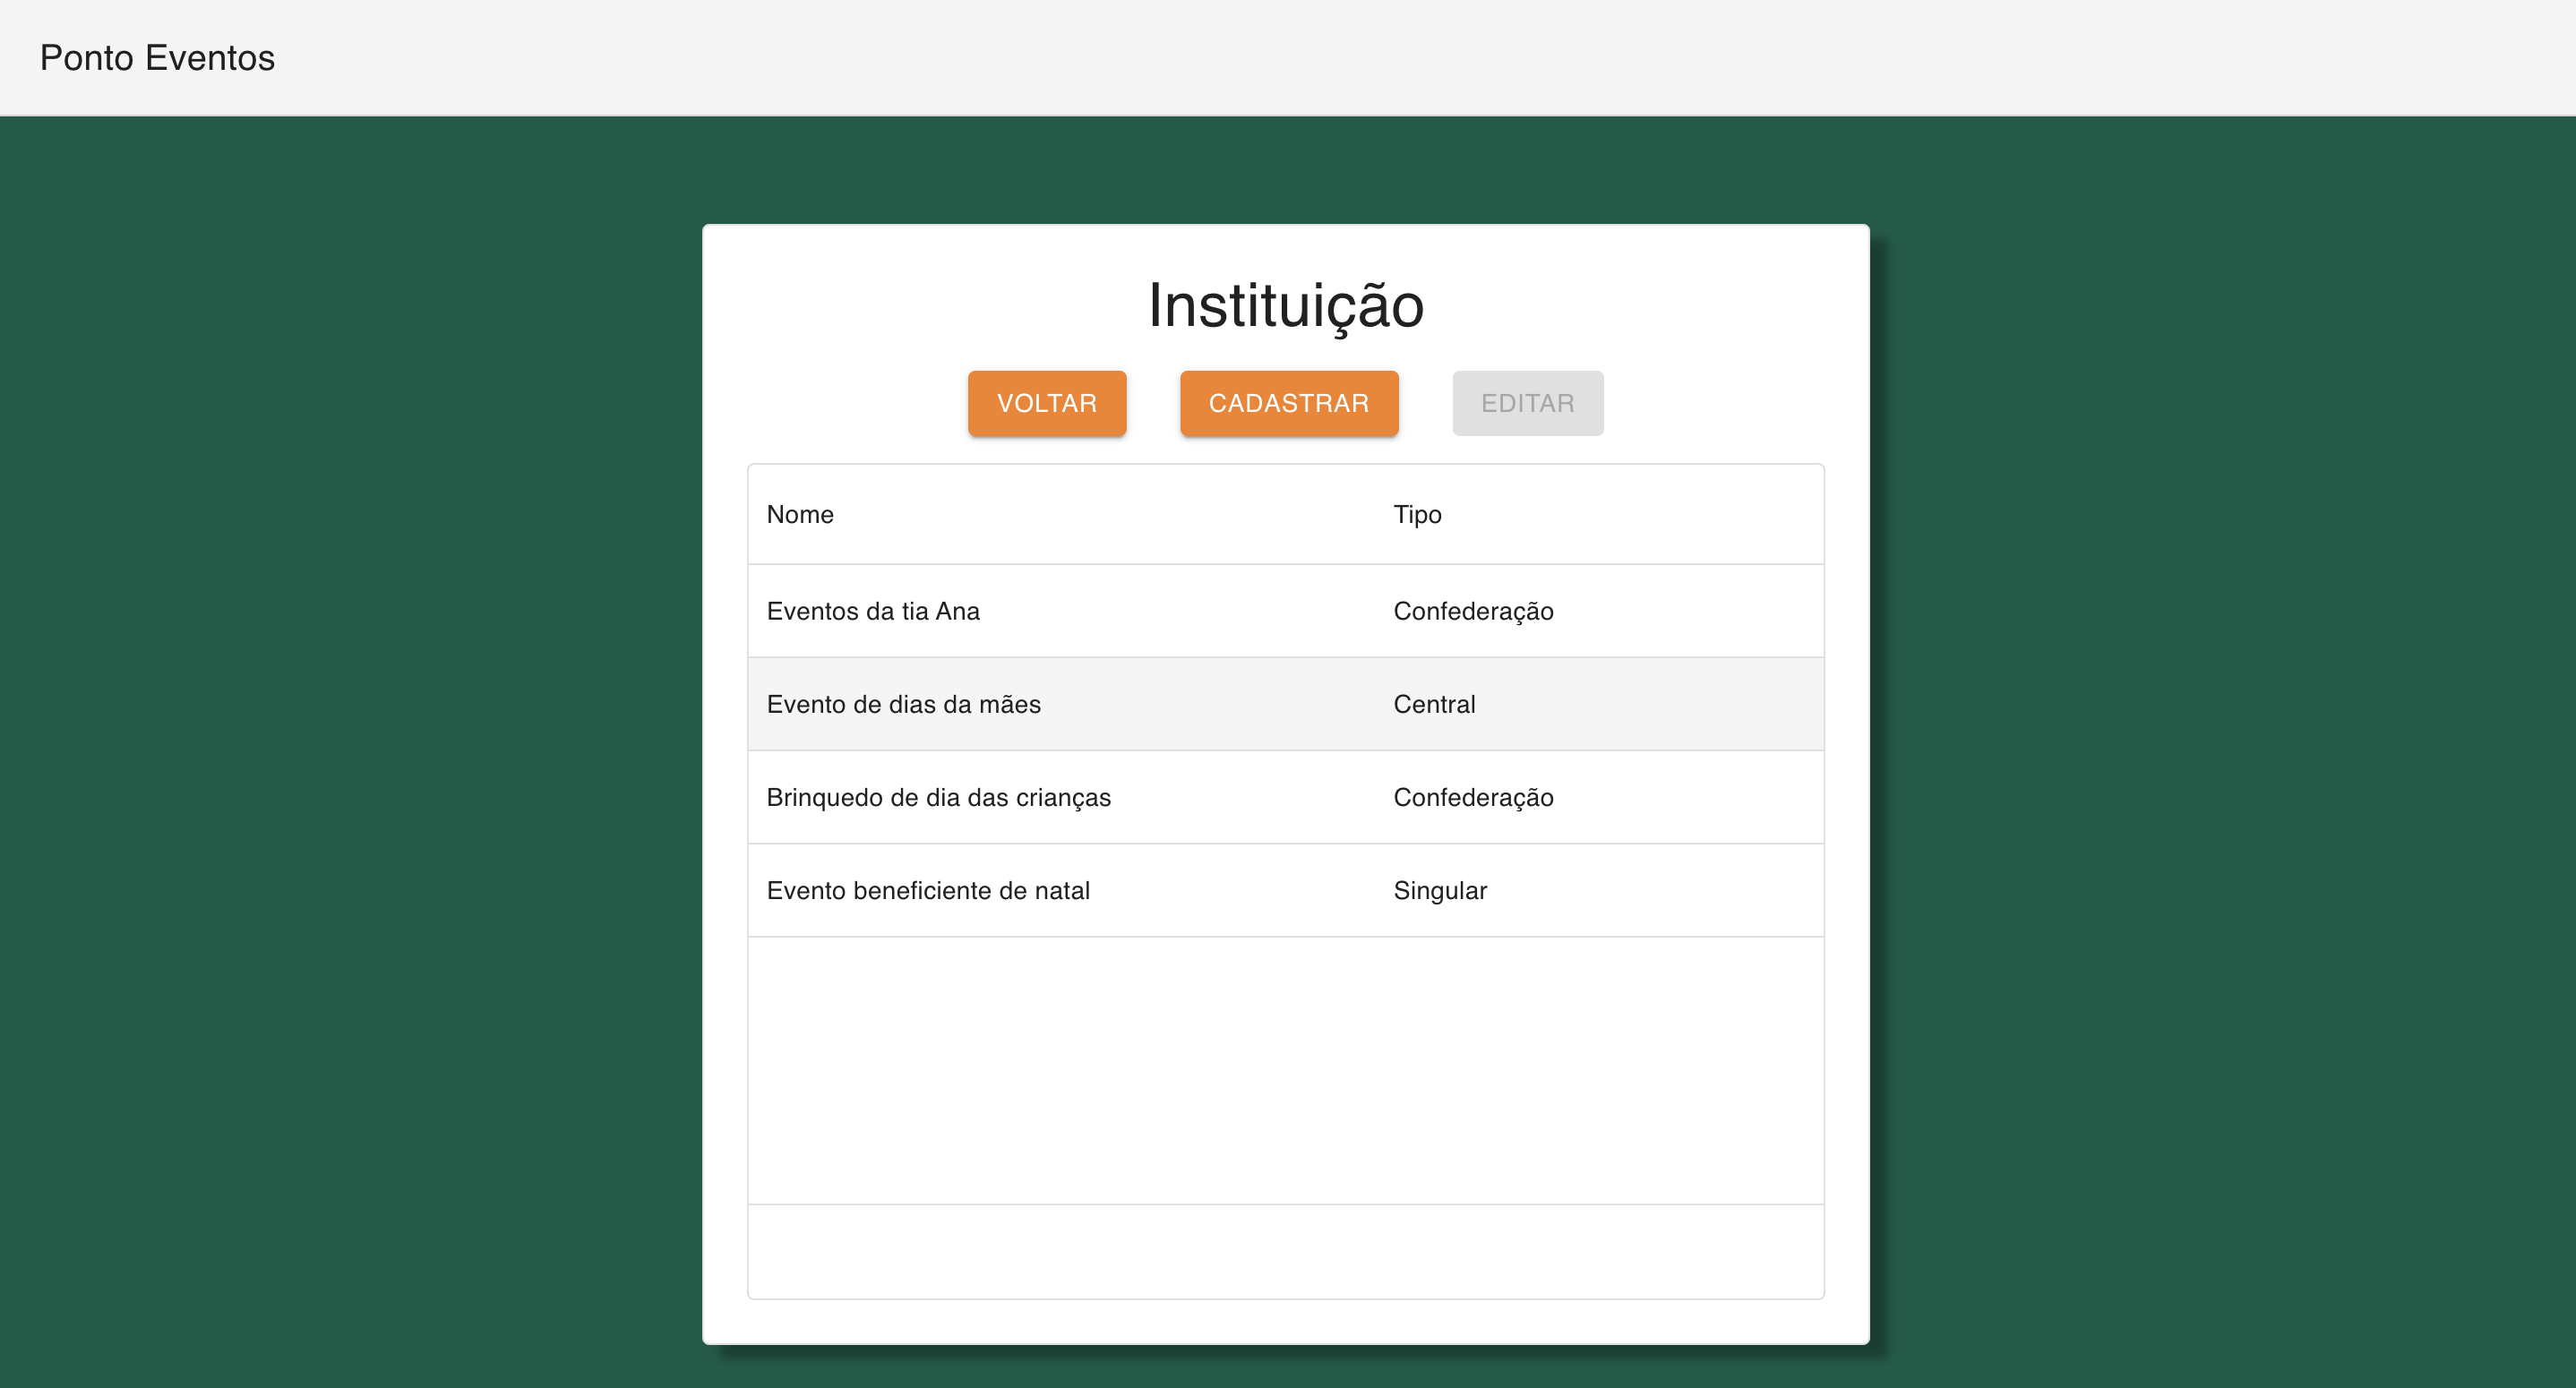 Ponto Eventos
Instituição
VOLTAR CADASTRAR EDITAR
Nome Tipo
Eventos da tia Ana Confederação
Evento de dias da mães Central
Brinquedo de dia das crianças Confederação
Evento beneficiente de natal Singular